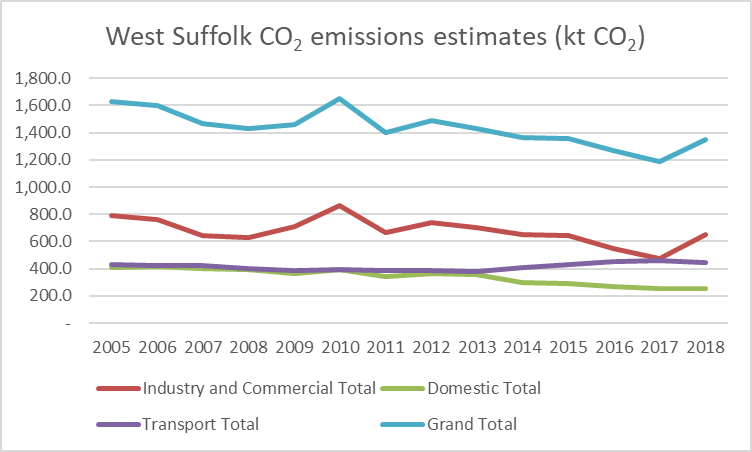 West Suffolk CO₂ emissions estimates (kt CO₂)
1,800.0
1,600.0
1,400.0
1,200.0
1,000.0
800.0
600.0
400.0
200.0
-
2005 2006 2007 2008 2009 2010 2011 2012 2013 2014 2015 2016 2017 2018
Industry and Commercial Total Domestic Total
Transport Total Grand Total